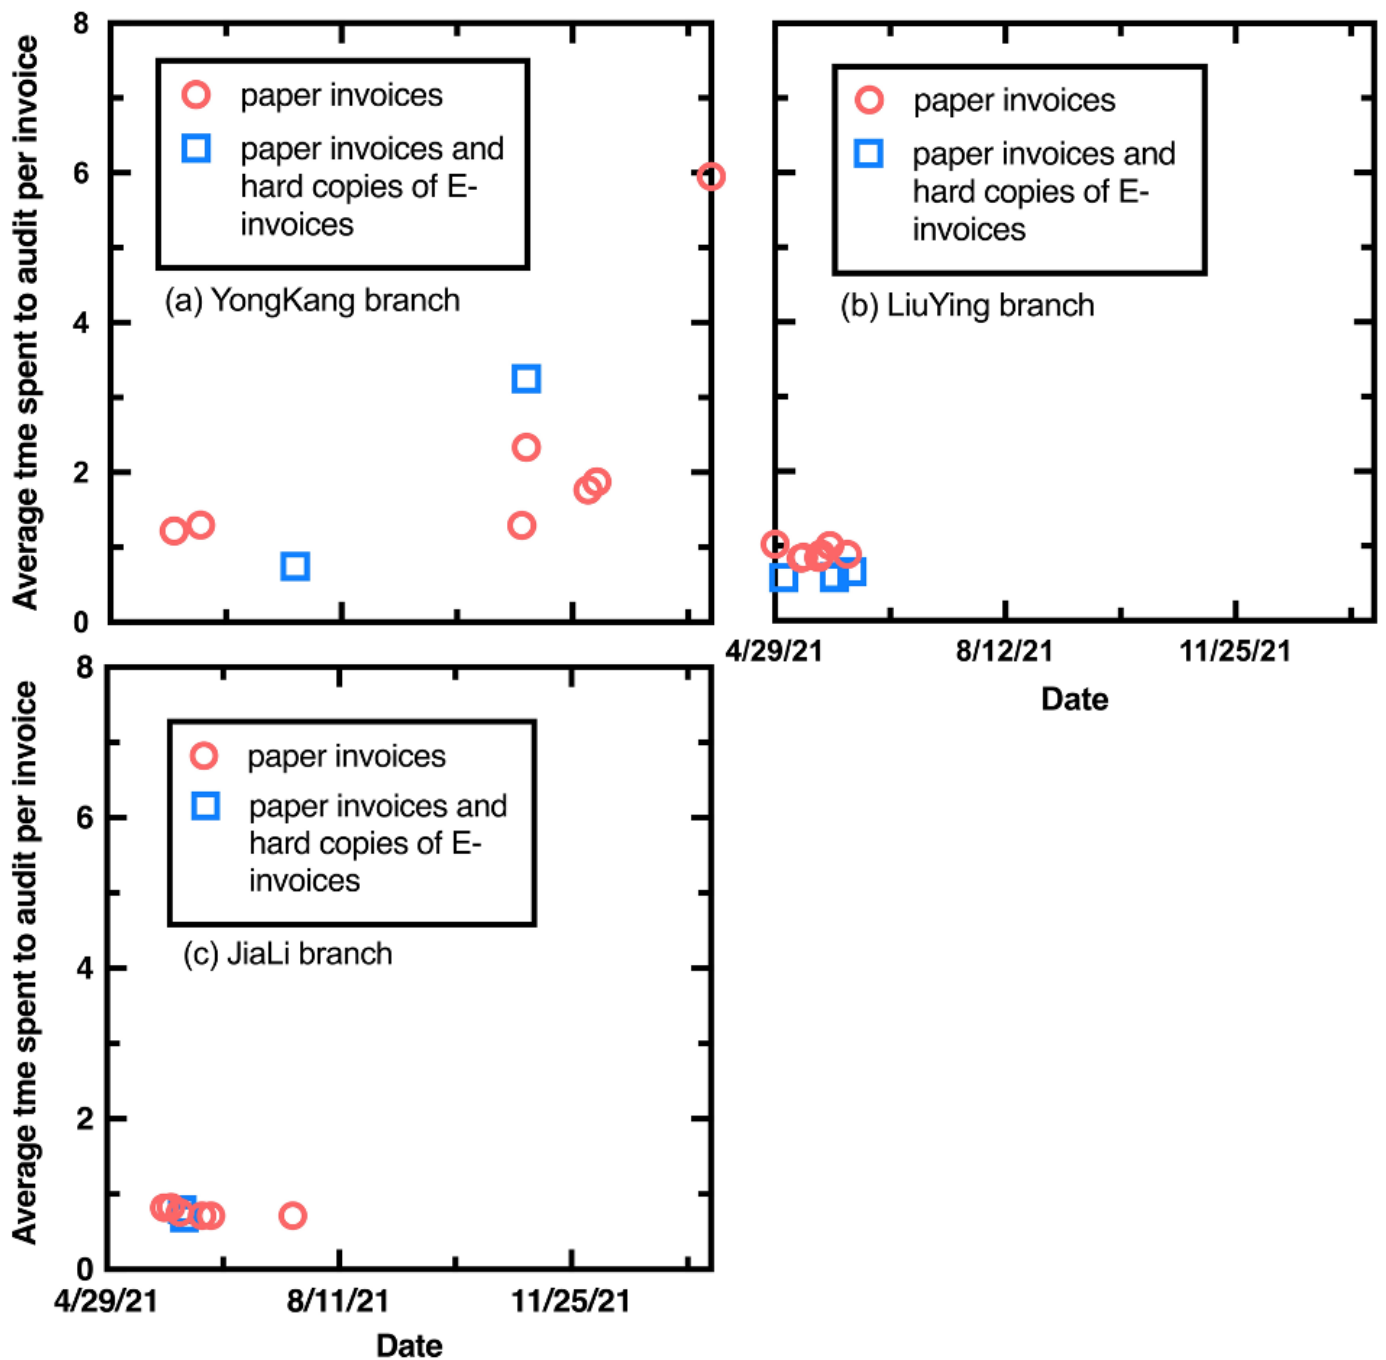 Average tme spent to audit per invoice
8
6
4
2
0
paper invoices
paper invoices and
hard copies of E-
invoices
(a) YongKang branch
paper invoices
paper invoices and
hard copies of E-
invoices
(b) LiuYing branch
4/29/21 8/12/21 11/25/21
Date
Average tme spent to audit per invoice
8
6
4
2
0
paper invoices
paper invoices and
hard copies of E-
invoices
(c) JiaLi branch
4/29/21 8/11/21 11/25/21
Date